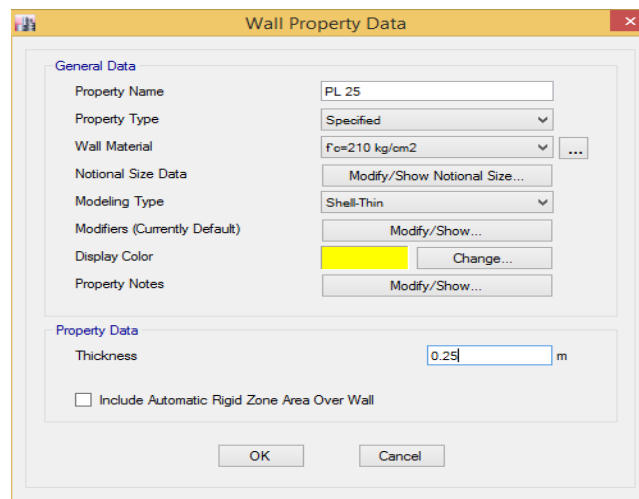 Wall Property Data
General Data
Property Name PL 25
Property Type Specified
Wall Material f'c=210 kg/cm2 ...
Notional Size Data Modify/Show Notional Size...
Modeling Type Shell-Thin
Modifiers (Currently Default) Modify/Show...
Display Color Change...
Property Notes Modify/Show...
Property Data
Thickness 0.25 m
Include Automatic Rigid Zone Area Over Wall
OK Cancel